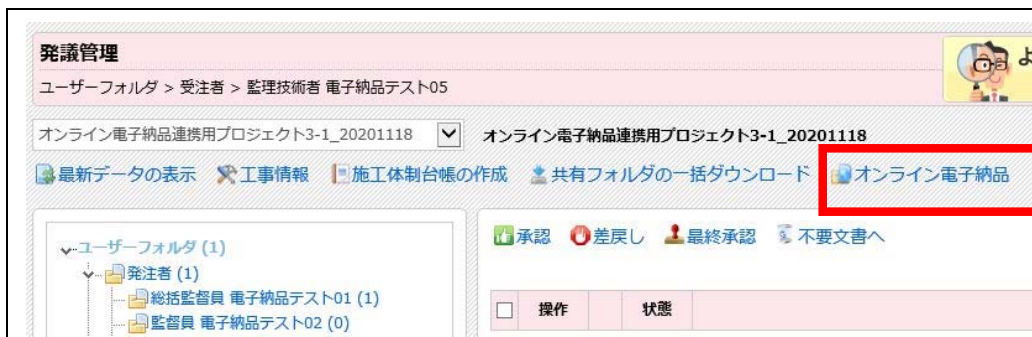 発議管理
よ
ユーザーフォルダ > 受注者 > 監理技術者 電子納品テスト05
オンライン電子納品連携用プロジェクト3-1_20201118 オンライン電子納品連携用プロジェクト3-1_20201118
最新データの表示 工事情報 施工体制台帳の作成 共有フォルダの一括ダウンロード オンライン電子納品
ユーザーフォルダ (1)
発注者 (1)
総括監督員 電子納品テスト01 (1)
監督員 電子納品テスト02 (0)
承認 差戻し 最終承認 不要文書へ
操作 状態